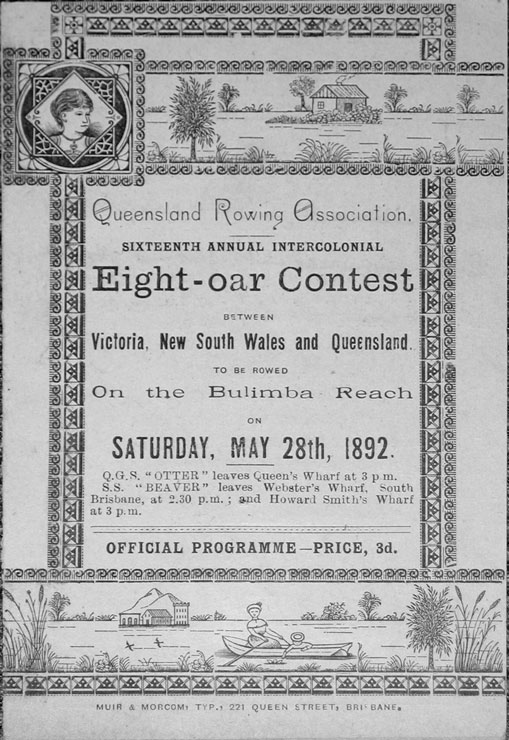 Queensland Rowing Association.
SIXTEENTH ANNUAL INTERCOLONIAL
Eight-oar Contest
BETWEEN
Victoria, New South Wales and Queensland.
TO BE ROWED
On the Bulimba Reach
ON
SATURDAY, MAY 28th, 1892.
Q.G.S. "OTTER" leaves Queen's Wharf at 3 p.m.
S.S. "BEAVER" leaves Webster's Wharf, South
Brisbane, at 2.30 p.m.; and Howard Smith's Wharf
at 3 p.m.
OFFICIAL PROGRAMME—PRICE, 3d.
MUIR & MORCOM, TYP., 221 QUEEN STREET, BRISBANE.